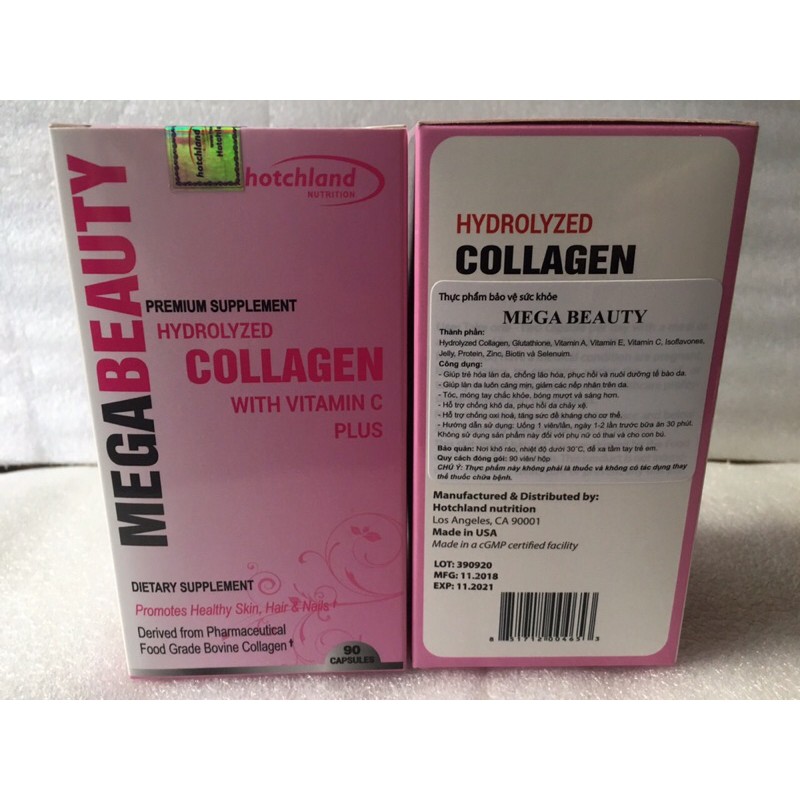 hotchland
Hotchland
hotchland
NUTRITION
MEGABEAUTY
PREMIUM SUPPLEMENT
HYDROLYZED
COLLAGEN
WITH VITAMIN C
PLUS
DIETARY SUPPLEMENT
Promotes Healthy Skin, Hair & Nails †
Derived from Pharmaceutical
Food Grade Bovine Collagen†
90
CAPSULES
HYDROLYZED
COLLAGEN
Thực phẩm bảo vệ sức khỏe
MEGA BEAUTY
Thành phần:
Hydrolyzed Collagen, Glutathione, Vitamin A, Vitamin E, Vitamin C, Isoflavones,
Jelly, Protein, Zinc, Biotin và Selenuim.
Công dụng:
- Giúp trẻ hóa làn da, chống lão hóa, phục hồi và nuôi dưỡng tế bào da.
- Giúp làn da luôn căng mịn, giảm các nếp nhăn trên da.
- Tóc, móng tay chắc khỏe, bóng mượt và sáng hơn.
- Hỗ trợ chống khô da, phục hồi da chảy xệ.
- Hỗ trợ chống oxi hoá, tăng sức đề kháng cho cơ thể.
- Hướng dẫn sử dụng: Uống 1 viên/lần, ngày 1-2 lần trước bữa ăn 30 phút.
Không sử dụng sản phẩm này đối với phụ nữ có thai và cho con bú.
Bảo quản: Nơi khô ráo, nhiệt độ dưới 30°C, để xa tầm tay trẻ em.
Quy cách đóng gói: 90 viên/ hộp
CHÚ Ý: Thực phẩm này không phải là thuốc và không có tác dụng thay
thế thuốc chữa bệnh.
Manufactured & Distributed by:
Hotchland nutrition
Los Angeles, CA 90001
Made in USA
Made in a cGMP certified facility
LOT: 390920
MFG: 11.2018
EXP: 11.2021
8 51712 00465 3